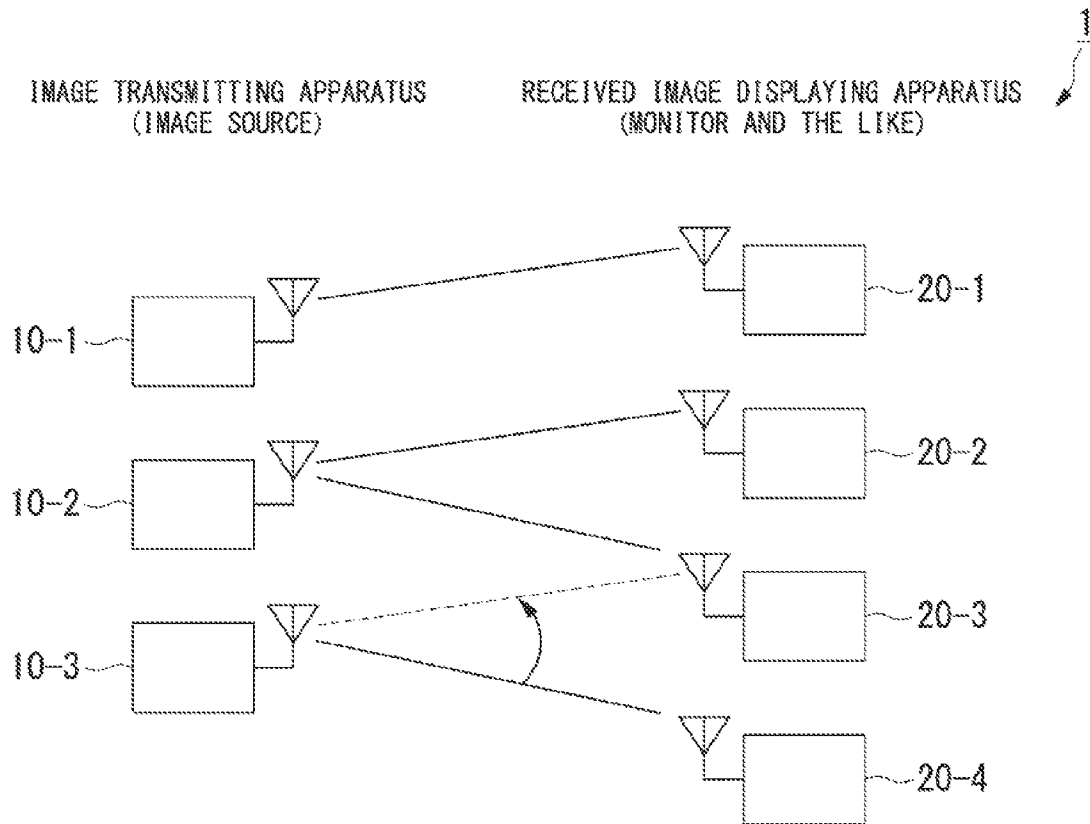 1
IMAGE TRANSMITTING APPARATUS
(IMAGE SOURCE)
RECEIVED IMAGE DISPLAYING APPARATUS
(MONITOR AND THE LIKE)
10-1
20-1
10-2
20-2
10-3
20-3
20-4